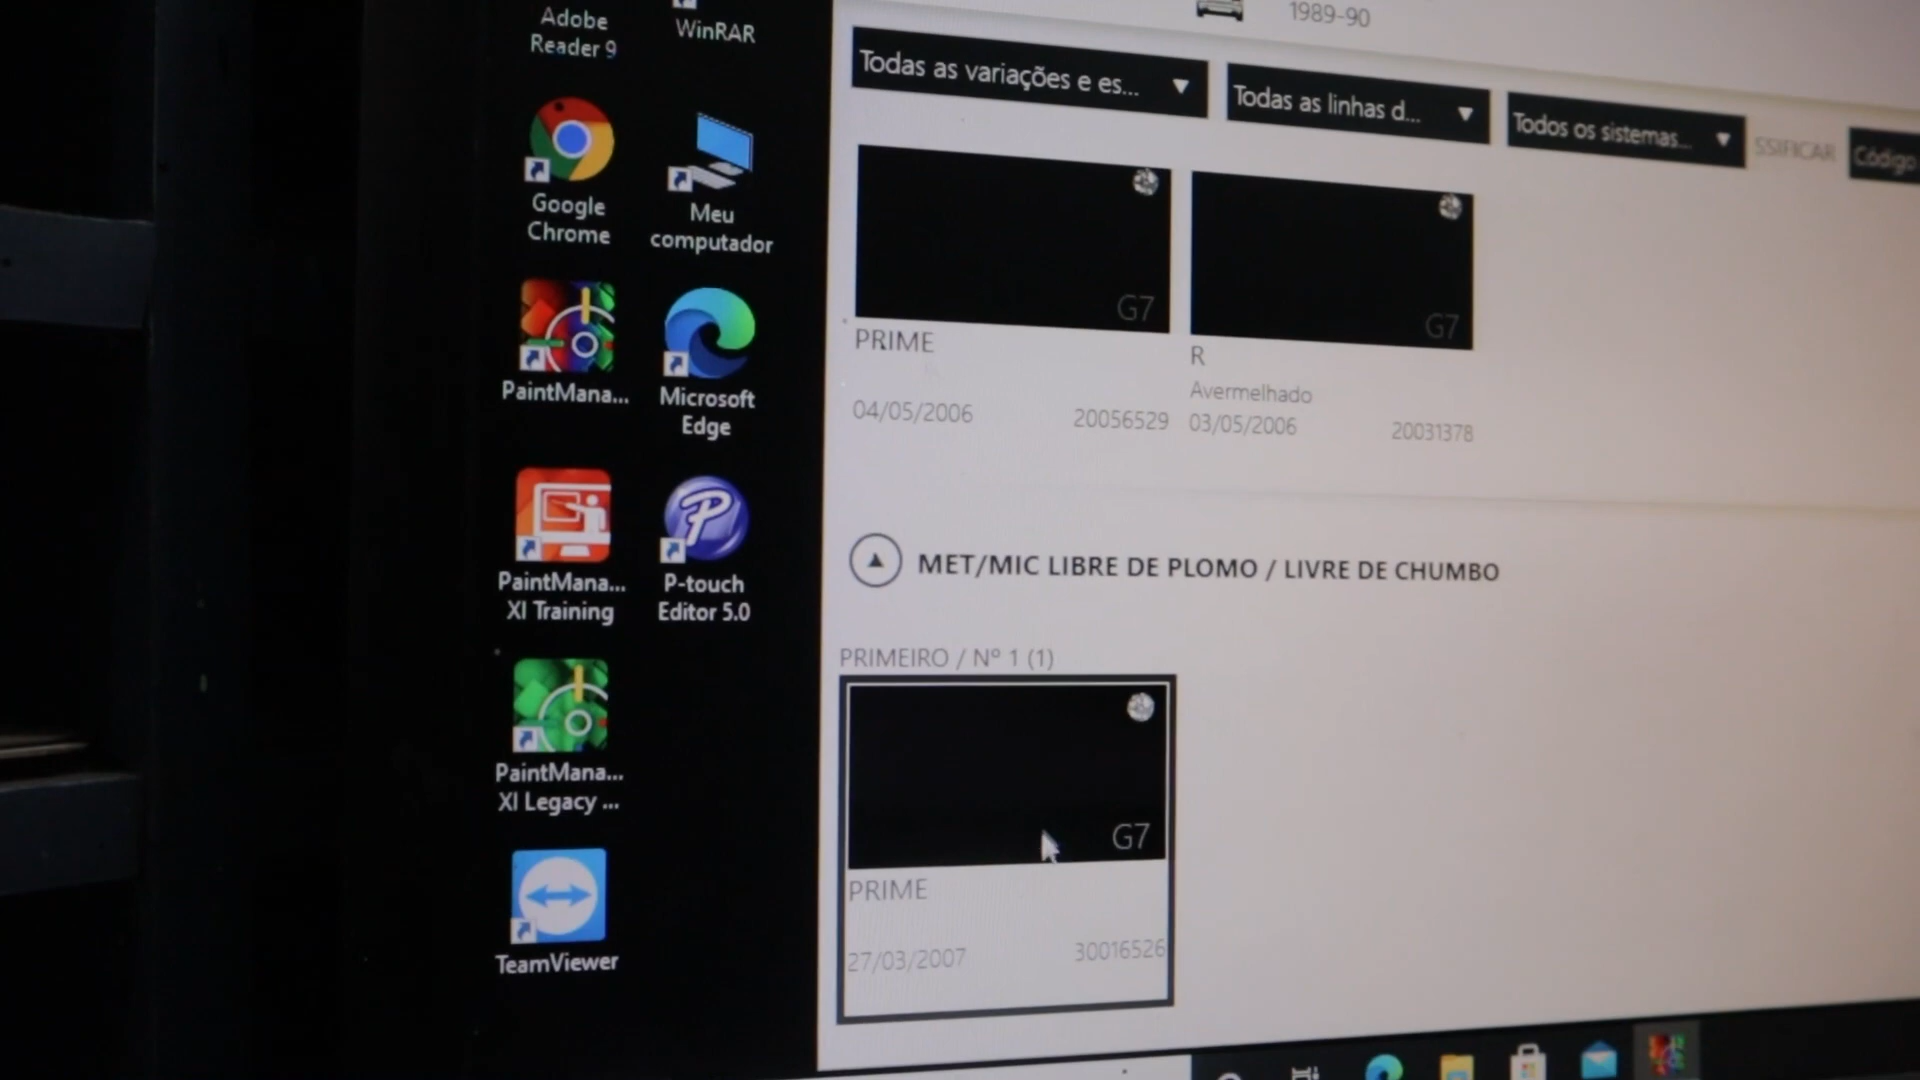 Adobe
Reader 9
WinRAR
Google
Chrome
Meu
computador
PaintMana...
Microsoft
Edge
PaintMana...
XI Training
P-touch
Editor 5.0
PaintMana...
XI Legacy ...
TeamViewer
1989-90
Todas as variações e es...
Todas as linhas d...
Todos os sistemas...
SSIFICAR
Código
G7
G7
PRIME
R
Avermelhado
04/05/2006
20056529
03/05/2006
20031378
MET/MIC LIBRE DE PLOMO / LIVRE DE CHUMBO
PRIMEIRO / Nº 1 (1)
G7
PRIME
27/03/2007
30016526